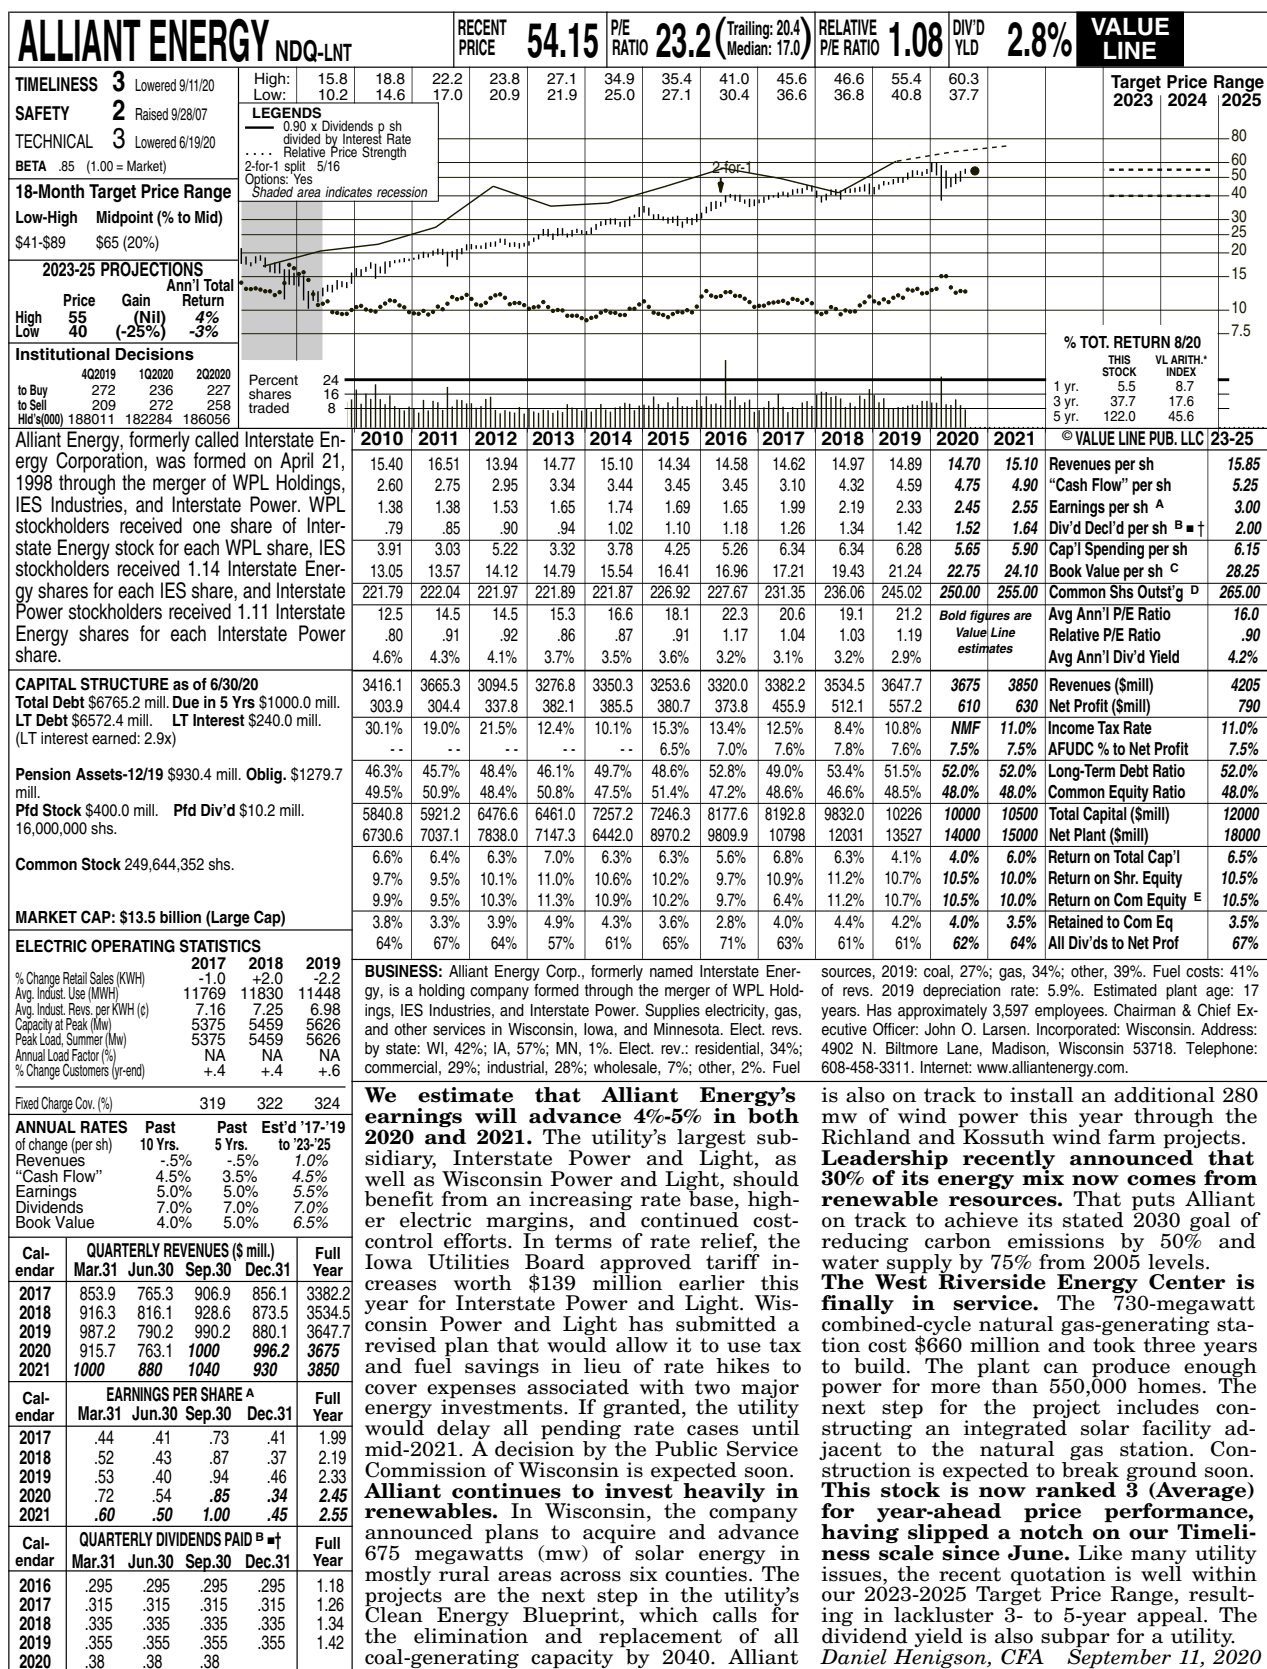 ALLIANT ENERGY NDQ-LNT
RECENT PRICE 54.15 P/E RATIO 23.2 (Trailing: 20.4 Median: 17.0) RELATIVE P/E RATIO 1.08 DIV'D YLD 2.8% VALUE LINE
TIMELINESS 3 Lowered 9/11/20
SAFETY 2 Raised 9/28/07
TECHNICAL 3 Lowered 6/19/20
BETA .85 (1.00 = Market)
18-Month Target Price Range
Low-High Midpoint (% to Mid)
$41-$89 $65 (20%)
2023-25 PROJECTIONS
Ann'l Total
Price Gain Return
High 55 (Nil) 4%
Low 40 (-25%) -3%
Institutional Decisions
4Q2019 1Q2020 2Q2020
to Buy 272 236 227
to Sell 209 272 258
Hld's(000) 188011 182284 186056
High: 15.8 18.8 22.2 23.8 27.1 34.9 35.4 41.0 45.6 46.6 55.4 60.3
Low: 10.2 14.6 17.0 20.9 21.9 25.0 27.1 30.4 36.6 36.8 40.8 37.7
LEGENDS
0.90 x Dividends p sh
divided by Interest Rate
. . . . Relative Price Strength
2-for-1 split 5/16
Options: Yes
Shaded area indicates recession
2-for-1
Target Price Range
2023 2024 2025
80
60
50
40
30
25
20
15
10
7.5
Percent 24
shares 16
traded 8
% TOT. RETURN 8/20
THIS VL ARITH.*
STOCK INDEX
1 yr. 5.5 8.7
3 yr. 37.7 17.6
5 yr. 122.0 45.6
Alliant Energy, formerly called Interstate En-
ergy Corporation, was formed on April 21,
1998 through the merger of WPL Holdings,
IES Industries, and Interstate Power. WPL
stockholders received one share of Inter-
state Energy stock for each WPL share, IES
stockholders received 1.14 Interstate Ener-
gy shares for each IES share, and Interstate
Power stockholders received 1.11 Interstate
Energy shares for each Interstate Power
share.
CAPITAL STRUCTURE as of 6/30/20
Total Debt $6765.2 mill. Due in 5 Yrs $1000.0 mill.
LT Debt $6572.4 mill. LT Interest $240.0 mill.
(LT interest earned: 2.9x)
Pension Assets-12/19 $930.4 mill. Oblig. $1279.7
mill.
Pfd Stock $400.0 mill. Pfd Div'd $10.2 mill.
16,000,000 shs.
Common Stock 249,644,352 shs.
MARKET CAP: $13.5 billion (Large Cap)
ELECTRIC OPERATING STATISTICS
2017 2018 2019
% Change Retail Sales (KWH) -1.0 +2.0 -2.2
Avg. Indust. Use (MWH) 11769 11830 11448
Avg. Indust. Revs. per KWH (¢) 7.16 7.25 6.98
Capacity at Peak (Mw) 5375 5459 5626
Peak Load, Summer (Mw) 5375 5459 5626
Annual Load Factor (%) NA NA NA
% Change Customers (yr-end) +.4 +.4 +.6
Fixed Charge Cov. (%) 319 322 324
ANNUAL RATES Past Past Est'd '17-'19
of change (per sh) 10 Yrs. 5 Yrs. to '23-'25
Revenues -.5% -.5% 1.0%
"Cash Flow" 4.5% 3.5% 4.5%
Earnings 5.0% 5.0% 5.5%
Dividends 7.0% 7.0% 7.0%
Book Value 4.0% 5.0% 6.5%
Cal- QUARTERLY REVENUES ($ mill.) Full
endar Mar.31 Jun.30 Sep.30 Dec.31 Year
2017 853.9 765.3 906.9 856.1 3382.2
2018 916.3 816.1 928.6 873.5 3534.5
2019 987.2 790.2 990.2 880.1 3647.7
2020 915.7 763.1 1000 996.2 3675
2021 1000 880 1040 930 3850
Cal- EARNINGS PER SHARE A Full
endar Mar.31 Jun.30 Sep.30 Dec.31 Year
2017 .44 .41 .73 .41 1.99
2018 .52 .43 .87 .37 2.19
2019 .53 .40 .94 .46 2.33
2020 .72 .54 .85 .34 2.45
2021 .60 .50 1.00 .45 2.55
Cal- QUARTERLY DIVIDENDS PAID B ■† Full
endar Mar.31 Jun.30 Sep.30 Dec.31 Year
2016 .295 .295 .295 .295 1.18
2017 .315 .315 .315 .315 1.26
2018 .335 .335 .335 .335 1.34
2019 .355 .355 .355 .355 1.42
2020 .38 .38 .38
2010 2011 2012 2013 2014 2015 2016 2017 2018 2019 2020 2021 © VALUE LINE PUB. LLC 23-25
15.40 16.51 13.94 14.77 15.10 14.34 14.58 14.62 14.97 14.89 14.70 15.10 Revenues per sh 15.85
2.60 2.75 2.95 3.34 3.44 3.45 3.45 3.10 4.32 4.59 4.75 4.90 "Cash Flow" per sh 5.25
1.38 1.38 1.53 1.65 1.74 1.69 1.65 1.99 2.19 2.33 2.45 2.55 Earnings per sh A 3.00
.79 .85 .90 .94 1.02 1.10 1.18 1.26 1.34 1.42 1.52 1.64 Div'd Decl'd per sh B ■ † 2.00
3.91 3.03 5.22 3.32 3.78 4.25 5.26 6.34 6.34 6.28 5.65 5.90 Cap'l Spending per sh 6.15
13.05 13.57 14.12 14.79 15.54 16.41 16.96 17.21 19.43 21.24 22.75 24.10 Book Value per sh C 28.25
221.79 222.04 221.97 221.89 221.87 226.92 227.67 231.35 236.06 245.02 250.00 255.00 Common Shs Outst'g D 265.00
12.5 14.5 14.5 15.3 16.6 18.1 22.3 20.6 19.1 21.2 Bold figures are Avg Ann'l P/E Ratio 16.0
.80 .91 .92 .86 .87 .91 1.17 1.04 1.03 1.19 Value Line Relative P/E Ratio .90
4.6% 4.3% 4.1% 3.7% 3.5% 3.6% 3.2% 3.1% 3.2% 2.9% estimates Avg Ann'l Div'd Yield 4.2%
3416.1 3665.3 3094.5 3276.8 3350.3 3253.6 3320.0 3382.2 3534.5 3647.7 3675 3850 Revenues ($mill) 4205
303.9 304.4 337.8 382.1 385.5 380.7 373.8 455.9 512.1 557.2 610 630 Net Profit ($mill) 790
30.1% 19.0% 21.5% 12.4% 10.1% 15.3% 13.4% 12.5% 8.4% 10.8% NMF 11.0% Income Tax Rate 11.0%
- - - - - - - - - - 6.5% 7.0% 7.6% 7.8% 7.6% 7.5% 7.5% AFUDC % to Net Profit 7.5%
46.3% 45.7% 48.4% 46.1% 49.7% 48.6% 52.8% 49.0% 53.4% 51.5% 52.0% 52.0% Long-Term Debt Ratio 52.0%
49.5% 50.9% 48.4% 50.8% 47.5% 51.4% 47.2% 48.6% 46.6% 48.5% 48.0% 48.0% Common Equity Ratio 48.0%
5840.8 5921.2 6476.6 6461.0 7257.2 7246.3 8177.6 8192.8 9832.0 10226 10000 10500 Total Capital ($mill) 12000
6730.6 7037.1 7838.0 7147.3 6442.0 8970.2 9809.9 10798 12031 13527 14000 15000 Net Plant ($mill) 18000
6.6% 6.4% 6.3% 7.0% 6.3% 6.3% 5.6% 6.8% 6.3% 4.1% 4.0% 6.0% Return on Total Cap'l 6.5%
9.7% 9.5% 10.1% 11.0% 10.6% 10.2% 9.7% 10.9% 11.2% 10.7% 10.5% 10.0% Return on Shr. Equity 10.5%
9.9% 9.5% 10.3% 11.3% 10.9% 10.2% 9.7% 6.4% 11.2% 10.7% 10.5% 10.0% Return on Com Equity E 10.5%
3.8% 3.3% 3.9% 4.9% 4.3% 3.6% 2.8% 4.0% 4.4% 4.2% 4.0% 3.5% Retained to Com Eq 3.5%
64% 67% 64% 57% 61% 65% 71% 63% 61% 61% 62% 64% All Div'ds to Net Prof 67%
BUSINESS: Alliant Energy Corp., formerly named Interstate Ener-
gy, is a holding company formed through the merger of WPL Hold-
ings, IES Industries, and Interstate Power. Supplies electricity, gas,
and other services in Wisconsin, Iowa, and Minnesota. Elect. revs.
by state: WI, 42%; IA, 57%; MN, 1%. Elect. rev.: residential, 34%;
commercial, 29%; industrial, 28%; wholesale, 7%; other, 2%. Fuel
sources, 2019: coal, 27%; gas, 34%; other, 39%. Fuel costs: 41%
of revs. 2019 depreciation rate: 5.9%. Estimated plant age: 17
years. Has approximately 3,597 employees. Chairman & Chief Ex-
ecutive Officer: John O. Larsen. Incorporated: Wisconsin. Address:
4902 N. Biltmore Lane, Madison, Wisconsin 53718. Telephone:
608-458-3311. Internet: www.alliantenergy.com.
We estimate that Alliant Energy's
earnings will advance 4%-5% in both
2020 and 2021. The utility's largest sub-
sidiary, Interstate Power and Light, as
well as Wisconsin Power and Light, should
benefit from an increasing rate base, high-
er electric margins, and continued cost-
control efforts. In terms of rate relief, the
Iowa Utilities Board approved tariff in-
creases worth $139 million earlier this
year for Interstate Power and Light. Wis-
consin Power and Light has submitted a
revised plan that would allow it to use tax
and fuel savings in lieu of rate hikes to
cover expenses associated with two major
energy investments. If granted, the utility
would delay all pending rate cases until
mid-2021. A decision by the Public Service
Commission of Wisconsin is expected soon.
Alliant continues to invest heavily in
renewables. In Wisconsin, the company
announced plans to acquire and advance
675 megawatts (mw) of solar energy in
mostly rural areas across six counties. The
projects are the next step in the utility's
Clean Energy Blueprint, which calls for
the elimination and replacement of all
coal-generating capacity by 2040. Alliant
is also on track to install an additional 280
mw of wind power this year through the
Richland and Kossuth wind farm projects.
Leadership recently announced that
30% of its energy mix now comes from
renewable resources. That puts Alliant
on track to achieve its stated 2030 goal of
reducing carbon emissions by 50% and
water supply by 75% from 2005 levels.
The West Riverside Energy Center is
finally in service. The 730-megawatt
combined-cycle natural gas-generating sta-
tion cost $660 million and took three years
to build. The plant can produce enough
power for more than 550,000 homes. The
next step for the project includes con-
structing an integrated solar facility ad-
jacent to the natural gas station. Con-
struction is expected to break ground soon.
This stock is now ranked 3 (Average)
for year-ahead price performance,
having slipped a notch on our Timeli-
ness scale since June. Like many utility
issues, the recent quotation is well within
our 2023-2025 Target Price Range, result-
ing in lackluster 3- to 5-year appeal. The
dividend yield is also subpar for a utility.
Daniel Henigson, CFA September 11, 2020